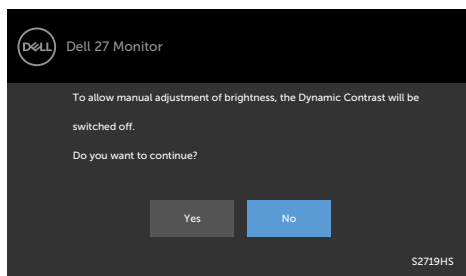 DELL Dell 27 Monitor
To allow manual adjustment of brightness, the Dynamic Contrast will be
switched off.
Do you want to continue?
Yes No
S2719HS